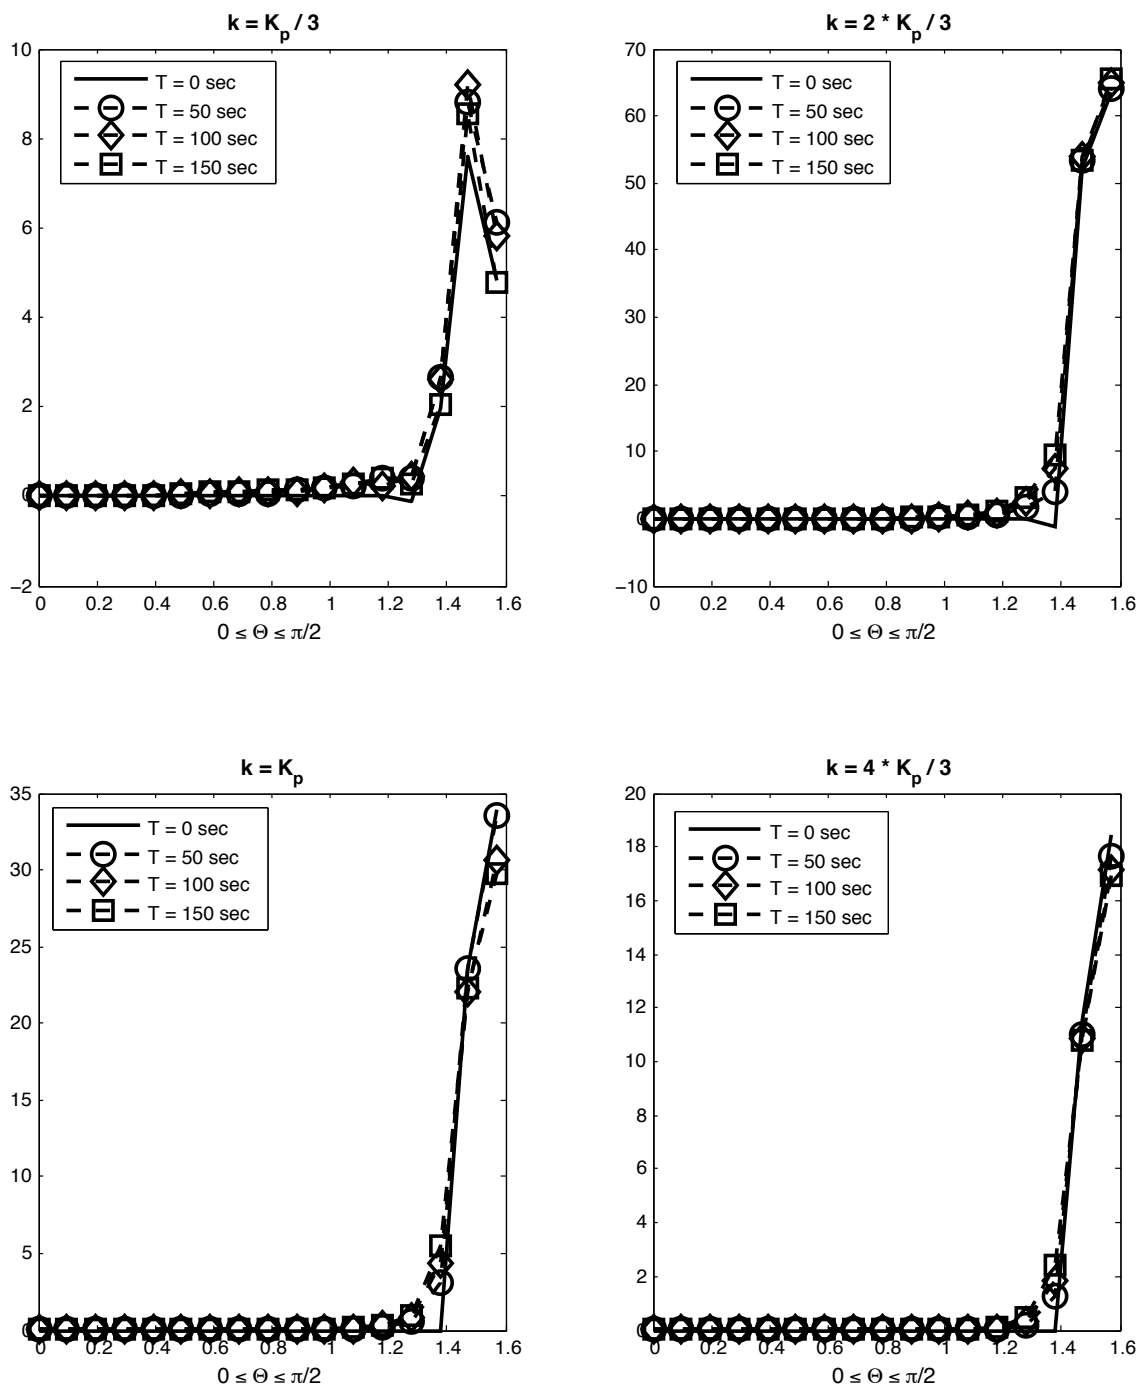 k = K_p / 3
10
8
6
4
2
0
−2
T = 0 sec
T = 50 sec
T = 100 sec
T = 150 sec
0 0.2 0.4 0.6 0.8 1 1.2 1.4 1.6
0 ≤ Θ ≤ π/2
k = 2 * K_p / 3
70
60
50
40
30
20
10
0
−10
T = 0 sec
T = 50 sec
T = 100 sec
T = 150 sec
0 0.2 0.4 0.6 0.8 1 1.2 1.4 1.6
0 ≤ Θ ≤ π/2
k = K_p
35
30
25
20
15
10
5
0
T = 0 sec
T = 50 sec
T = 100 sec
T = 150 sec
0 0.2 0.4 0.6 0.8 1 1.2 1.4 1.6
0 ≤ Θ ≤ π/2
k = 4 * K_p / 3
20
18
16
14
12
10
8
6
4
2
0
T = 0 sec
T = 50 sec
T = 100 sec
T = 150 sec
0 0.2 0.4 0.6 0.8 1 1.2 1.4 1.6
0 ≤ Θ ≤ π/2